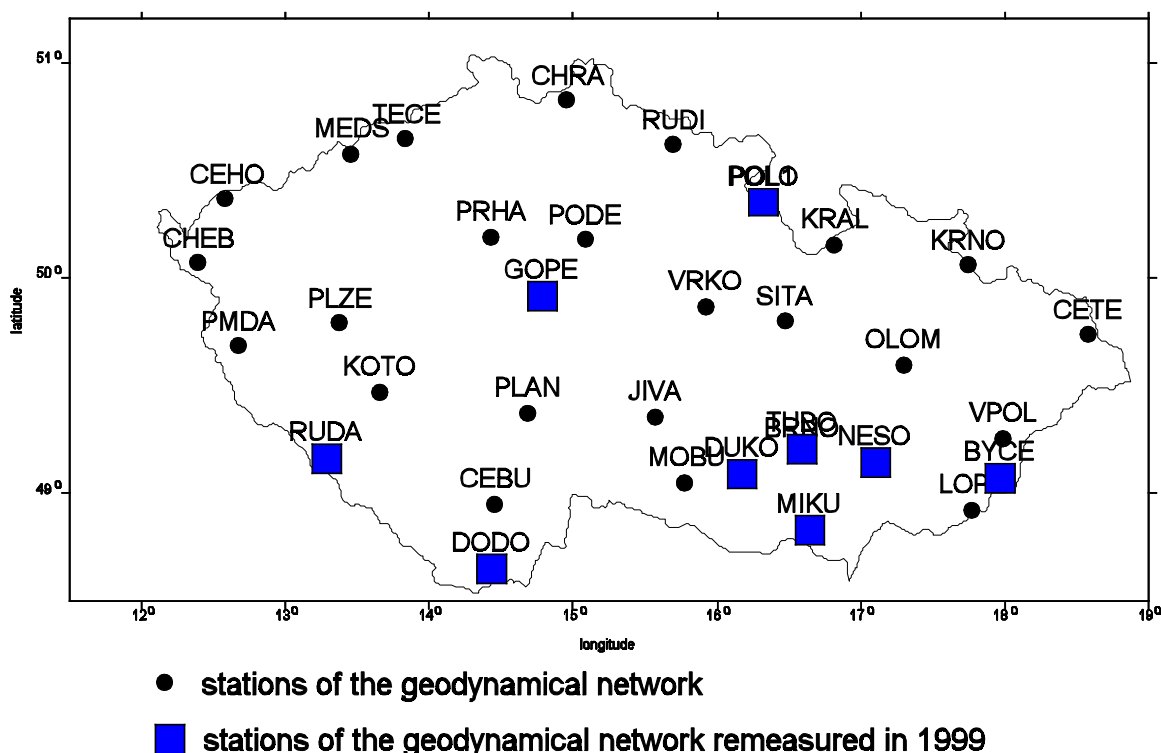 51°
CHRA
TECE
MEDS
RUDI
CEHO
POL1
KRAL
PRHA
PODE
CHEB
KRNO
50°
GOPE
VRKO
SITA
PLZE
PMDA
CETE
OLOM
KOTO
PLAN
JIVA
VPOL
RUDA
NESO
DUKO
MOBU
BYCE
49°
CEBU
MIKU
DODO
latitude
12° 13° 14° 15° 16° 17° 18° 19°
longitude
stations of the geodynamical network
stations of the geodynamical network remeasured in 1999